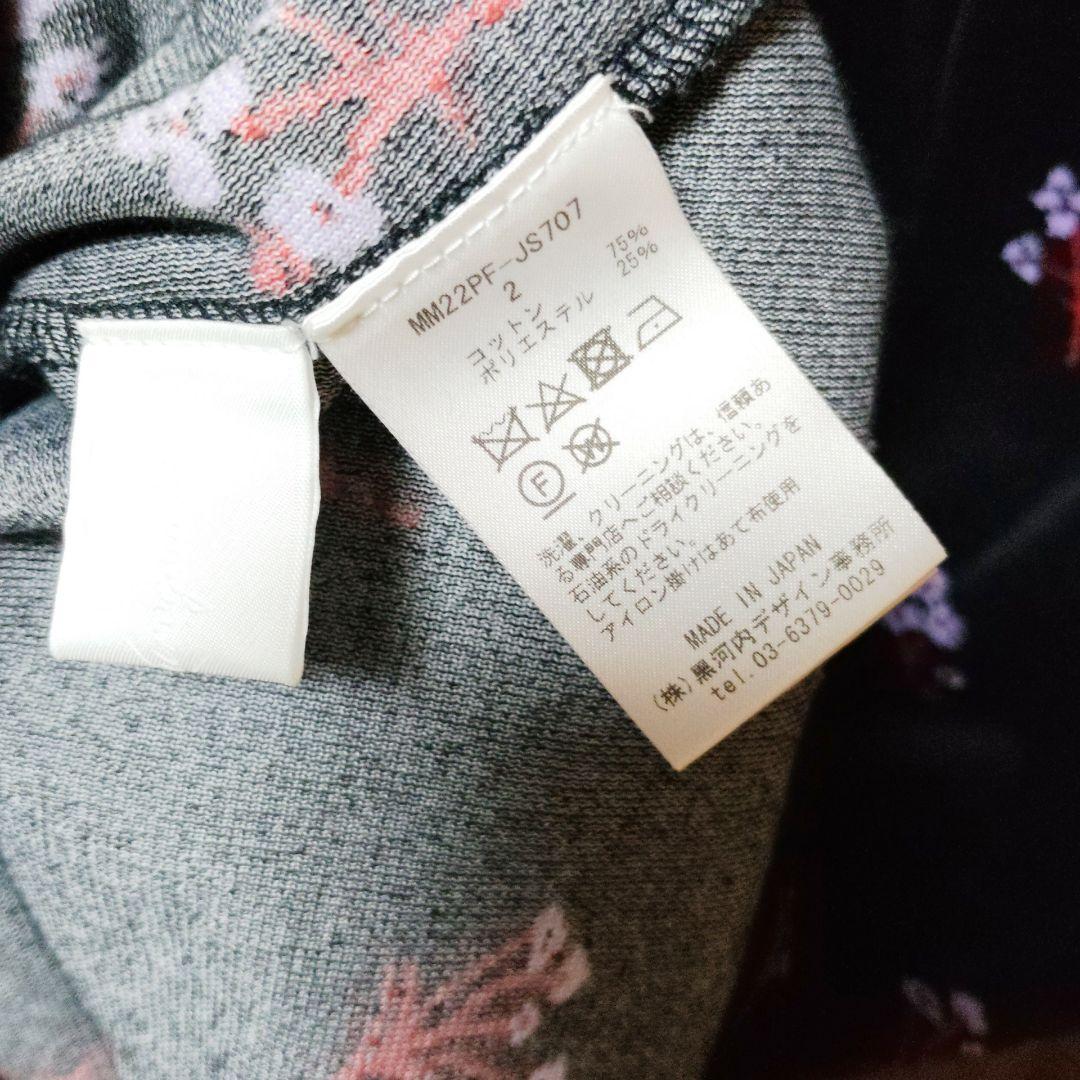 MM22PF-JS707
2
コットン 75%
ポリエステル 25%
F
W
洗濯、クリーニングは、信頼あ
る専門店へご相談ください。
石油系のドライクリーニングを
してください。
アイロン掛けはあて布使用
MADE IN JAPAN
(株)黒河内デザイン事務所
tel.03-6379-0029